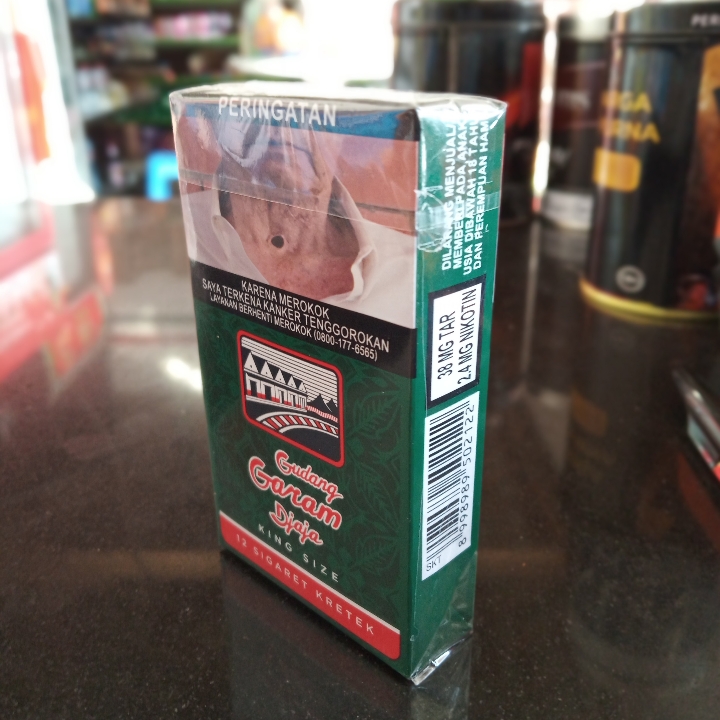 PERINGATAN
KARENA MEROKOK
SAYA TERKENA KANKER TENGGOROKAN
LAYANAN BERHENTI MEROKOK (0800-177-6565)
Gudang
Garam
Djaja
KING SIZE
12 SIGARET KRETEK
DILARANG MENJUAL/
MEMBERI PADA ANAK
USIA DIBAWAH 18 TAHUN
DAN PEREMPUAN HAMIL
38 MG TAR
2,4 MG NIKOTIN
8 998989 502122
SKT